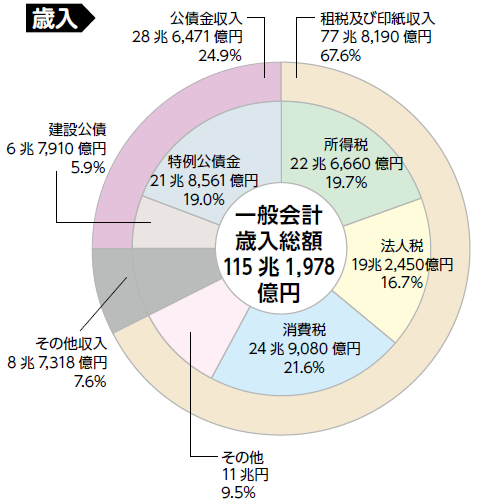 歳入
公債金収入
28 兆 6,471 億円
24.9%
租税及び印紙収入
77 兆 8,190 億円
67.6%
建設公債
6 兆 7,910 億円
5.9%
特例公債金
21 兆 8,561 億円
19.0%
所得税
22 兆 6,660 億円
19.7%
一般会計
歳入総額
115 兆 1,978
億円
法人税
19兆 2,450億円
16.7%
消費税
24 兆 9,080 億円
21.6%
その他収入
8 兆 7,318 億円
7.6%
その他
11 兆円
9.5%